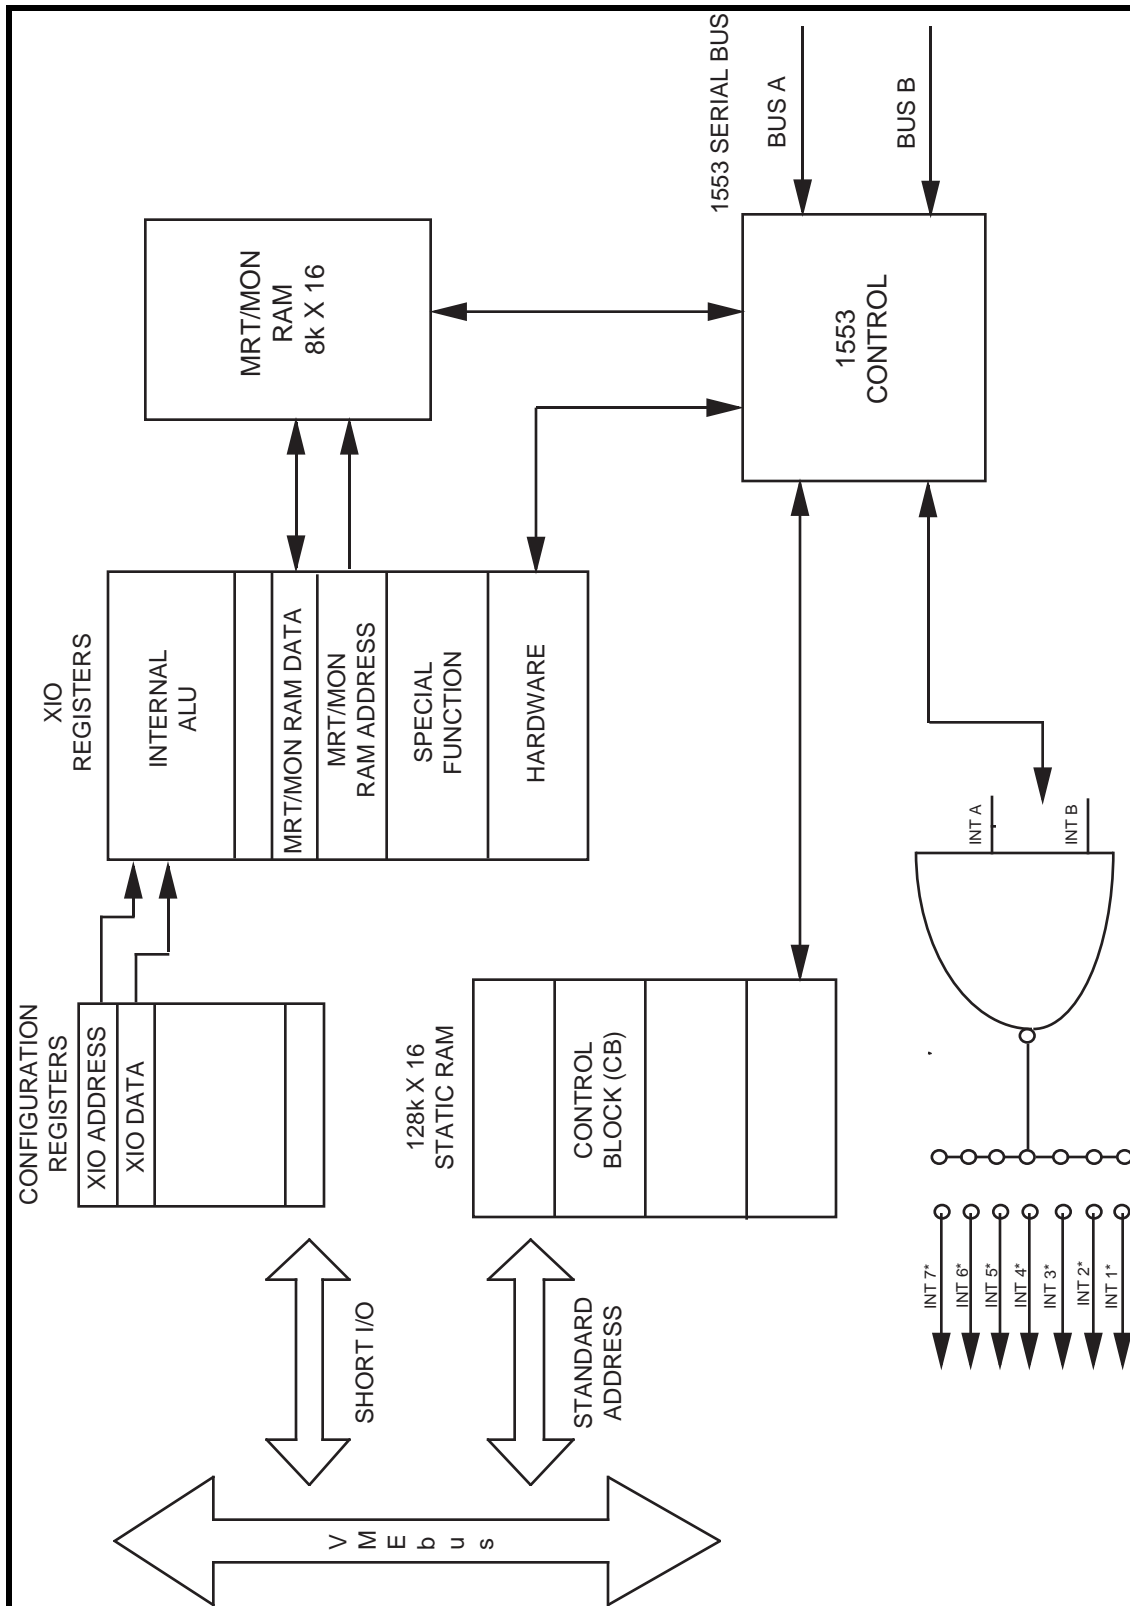 CONFIGURATION
REGISTERS
XIO ADDRESS
XIO DATA
XIO
REGISTERS
INTERNAL
ALU
MRT/MON RAM DATA
MRT/MON
RAM ADDRESS
SPECIAL
FUNCTION
HARDWARE
MRT/MON
RAM
8k X 16
1553 SERIAL BUS
BUS A
BUS B
1553
CONTROL
VMEbus
SHORT I/O
STANDARD
ADDRESS
128k X 16
STATIC RAM
CONTROL
BLOCK (CB)
INT A
INT B
INT 7*
INT 6*
INT 5*
INT 4*
INT 3*
INT 2*
INT 1*